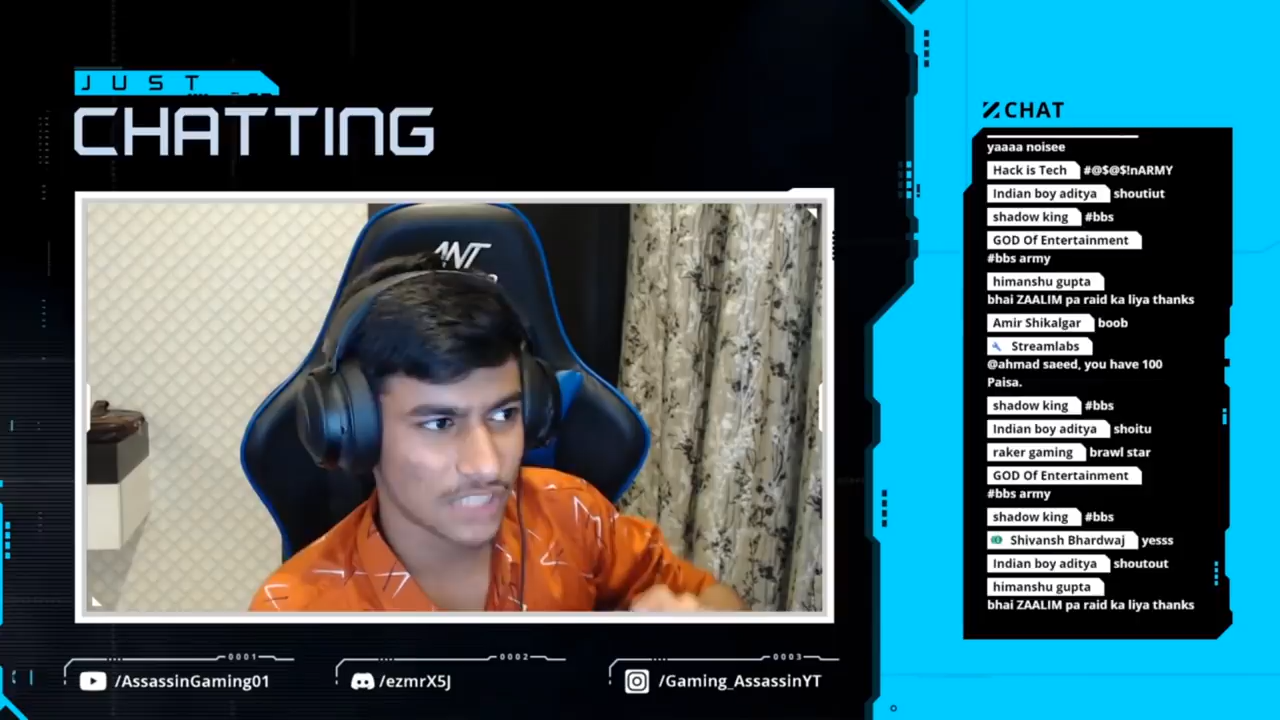 JUST
CHATTING
ANT
0001
/AssassinGaming01
0002
/ezmrX5J
0003
/Gaming_AssassinYT
CHAT
yaaaa noisee
Hack is Tech #@$@$!nARMY
Indian boy aditya shoutiut
shadow king #bbs
GOD Of Entertainment
#bbs army
himanshu gupta
bhai ZAALIM pa raid ka liya thanks
Amir Shikalgar boob
Streamlabs
@ahmad saeed, you have 100
Paisa.
shadow king #bbs
Indian boy aditya shoitu
raker gaming brawl star
GOD Of Entertainment
#bbs army
shadow king #bbs
Shivansh Bhardwaj yesss
Indian boy aditya shoutout
himanshu gupta
bhai ZAALIM pa raid ka liya thanks